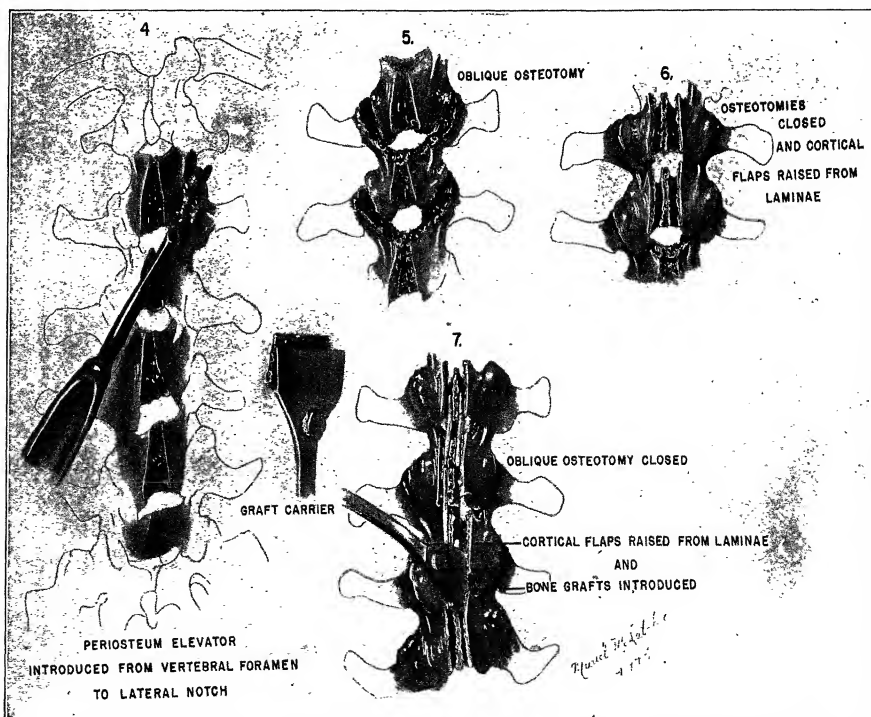 4
PERIOSTEUM ELEVATOR
INTRODUCED FROM VERTEBRAL FORAMEN
TO LATERAL NOTCH
GRAFT CARRIER
5.
OBLIQUE OSTEOTOMY
6.
OSTEOTOMIES
CLOSED
AND CORTICAL
FLAPS RAISED FROM
LAMINAE
7.
OBLIQUE OSTEOTOMY CLOSED
CORTICAL FLAPS RAISED FROM LAMINAE
AND
BONE GRAFTS INTRODUCED